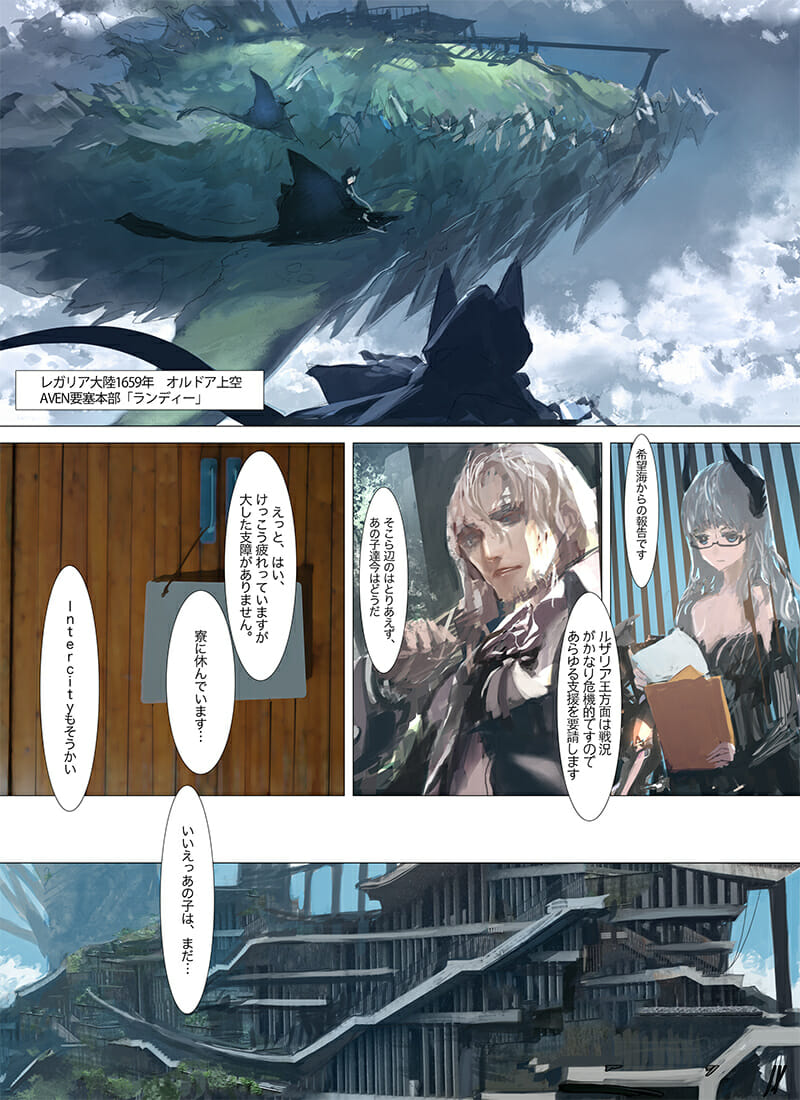 レガリア大陸1659年　オルドア上空
AVEN要塞本部「ランディー」
希望海からの報告です
ルザリア王方面は戦況
がかなり危機的ですので
あらゆる支援を要請します
そこら辺のはとりあえず、
あの子達今はどうだ
えっと、はい、
けっこう疲れっていますが
大した支障がありません。
寮に休んでいます…
Intercityもそうかい
いいえっあの子は、まだ…